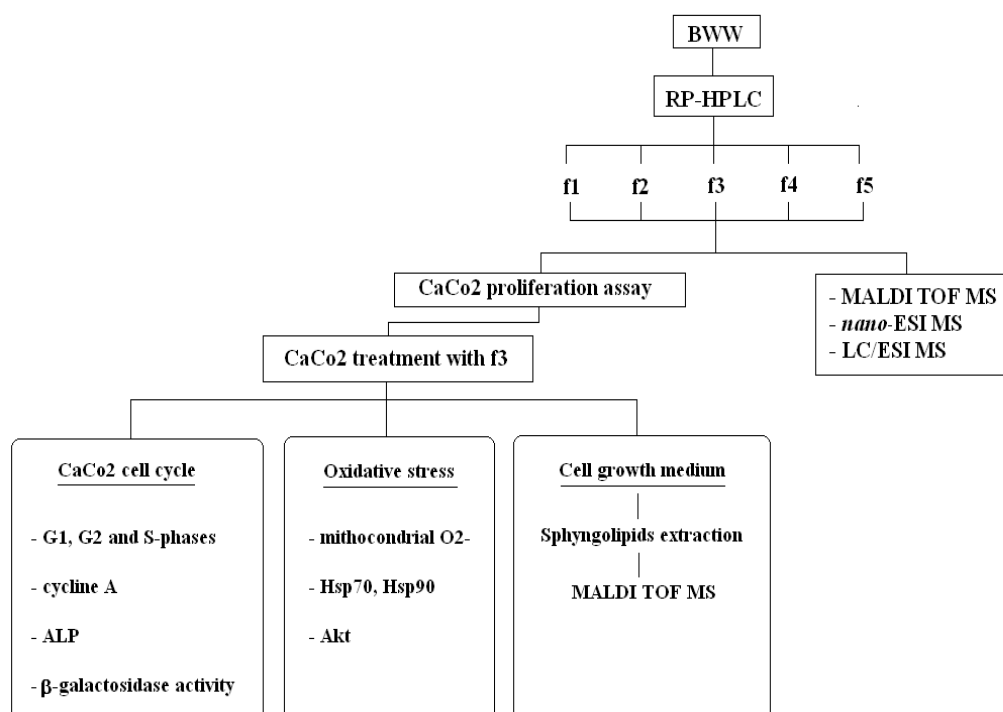 BWW
RP-HPLC
f1 f2 f3 f4 f5
CaCo2 proliferation assay
- MALDI TOF MS
- nano-ESI MS
- LC/ESI MS
CaCo2 treatment with f3
CaCo2 cell cycle
- G1, G2 and S-phases
- cycline A
- ALP
- β-galactosidase activity
Oxidative stress
- mithocondrial O2-
- Hsp70, Hsp90
- Akt
Cell growth medium
Sphyngolipids extraction
MALDI TOF MS